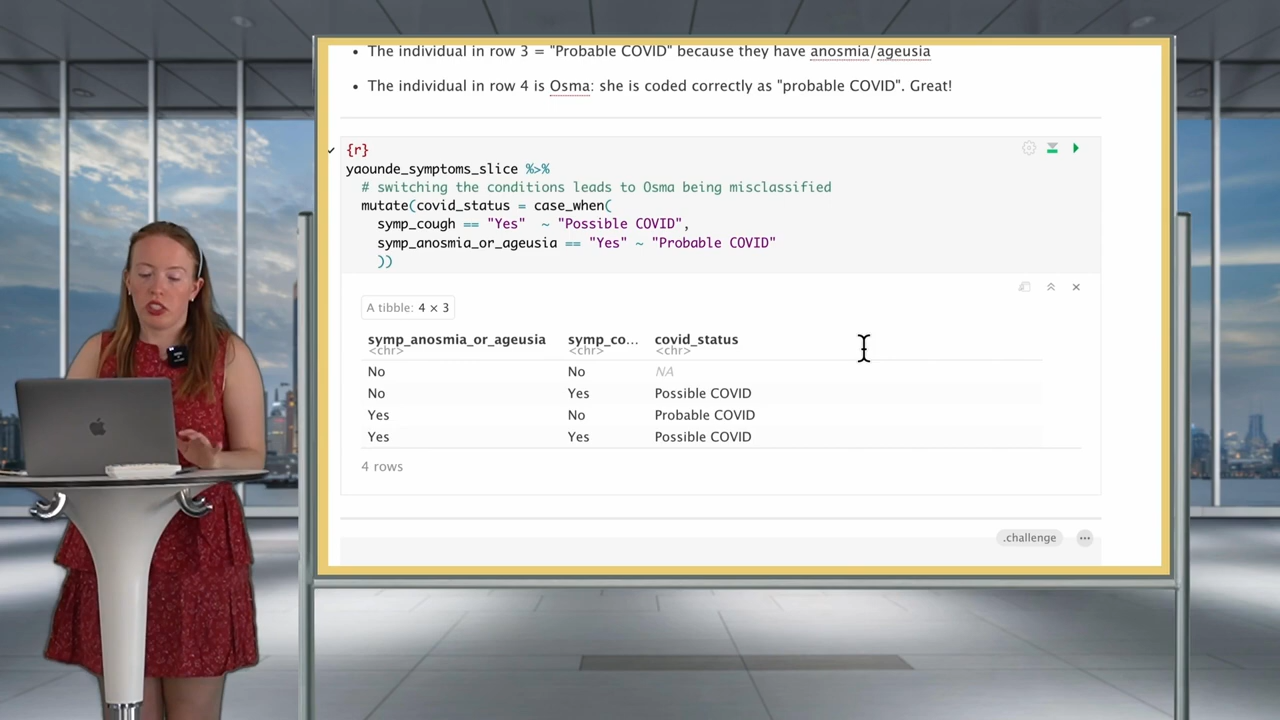 • The individual in row 3 = "Probable COVID" because they have anosmia/ageusia
• The individual in row 4 is Osma: she is coded correctly as "probable COVID". Great!
{r}
yaounde_symptoms_slice %>%
# switching the conditions leads to Osma being misclassified
mutate(covid_status = case_when(
symp_cough == "Yes"  ~ "Possible COVID",
symp_anosmia_or_ageusia == "Yes" ~ "Probable COVID"
))
A tibble: 4 × 3
symp_anosmia_or_ageusia symp_co... covid_status
<chr> <chr> <chr>
No No NA
No Yes Possible COVID
Yes No Probable COVID
Yes Yes Possible COVID
4 rows
.challenge